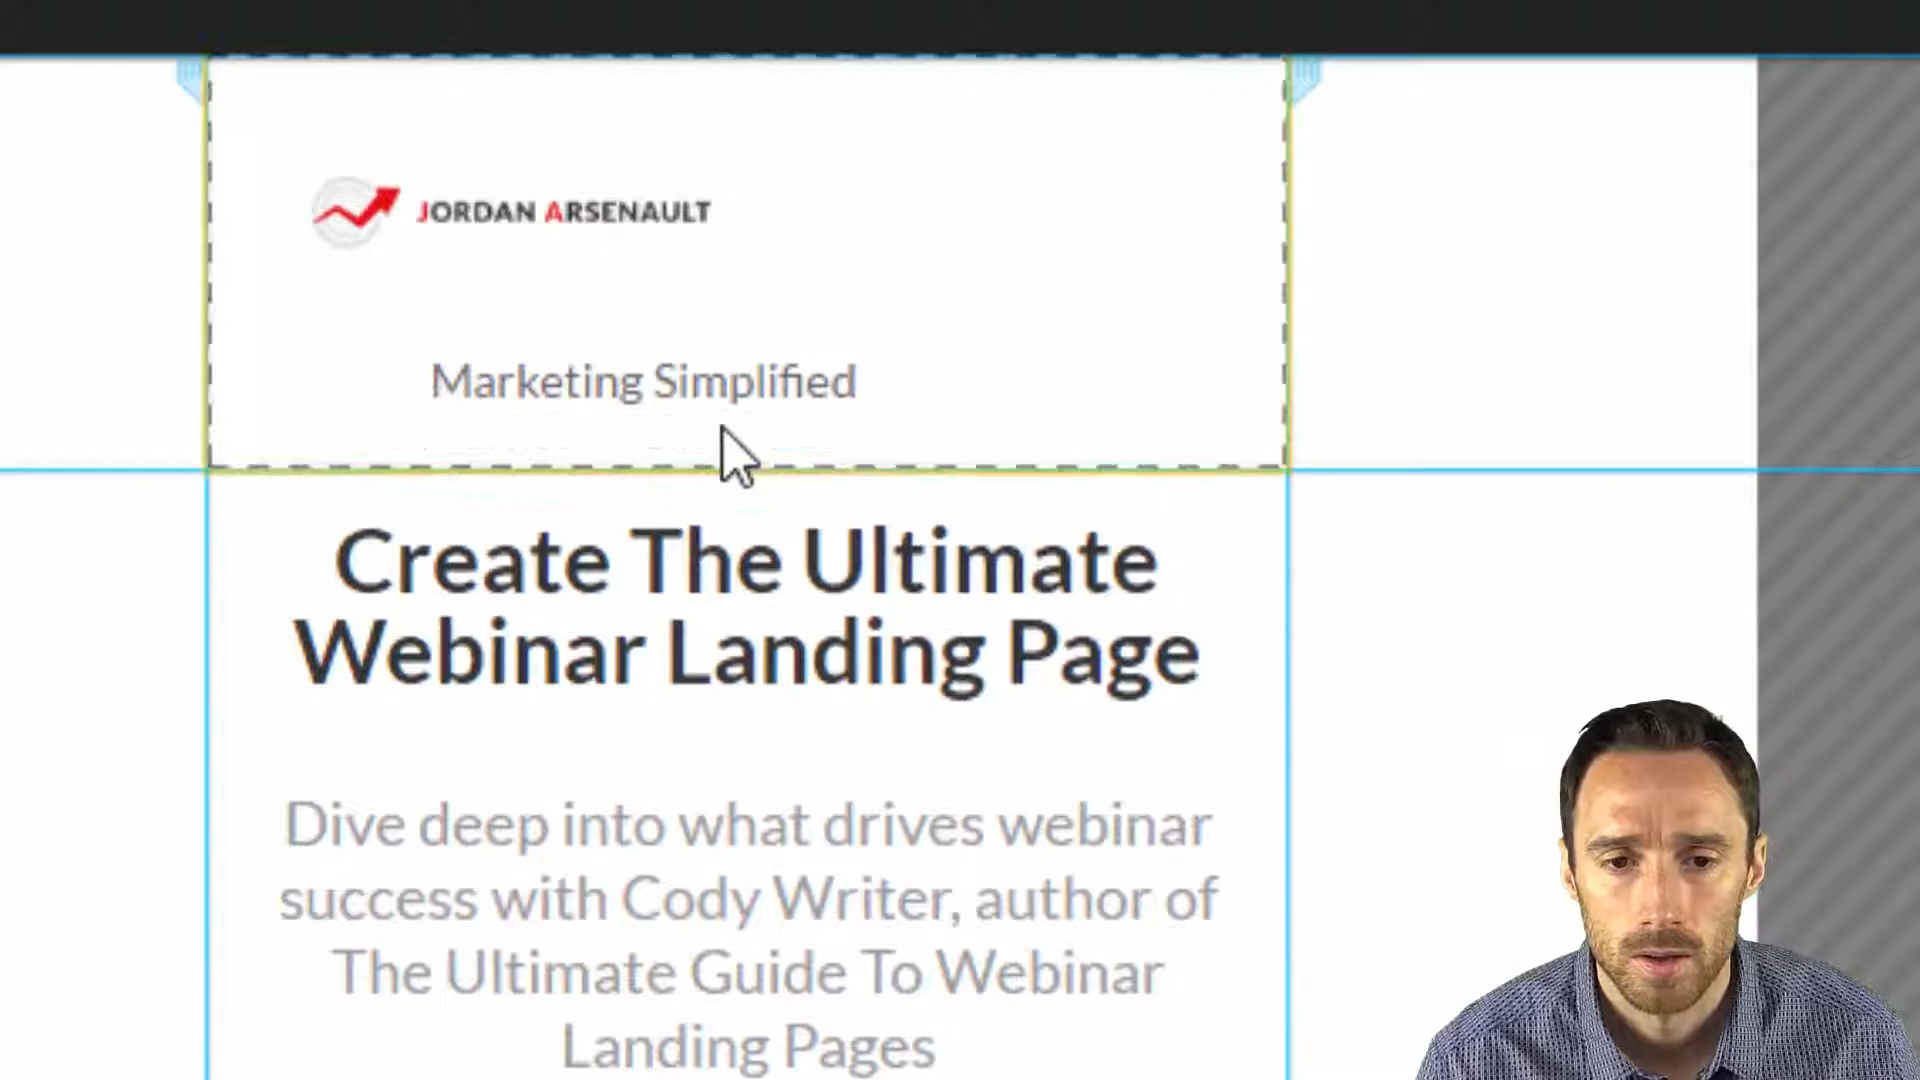 JORDAN ARSENAULT
Marketing Simplified
Create The Ultimate
Webinar Landing Page
Dive deep into what drives webinar
success with Cody Writer, author of
The Ultimate Guide To Webinar
Landing Pages